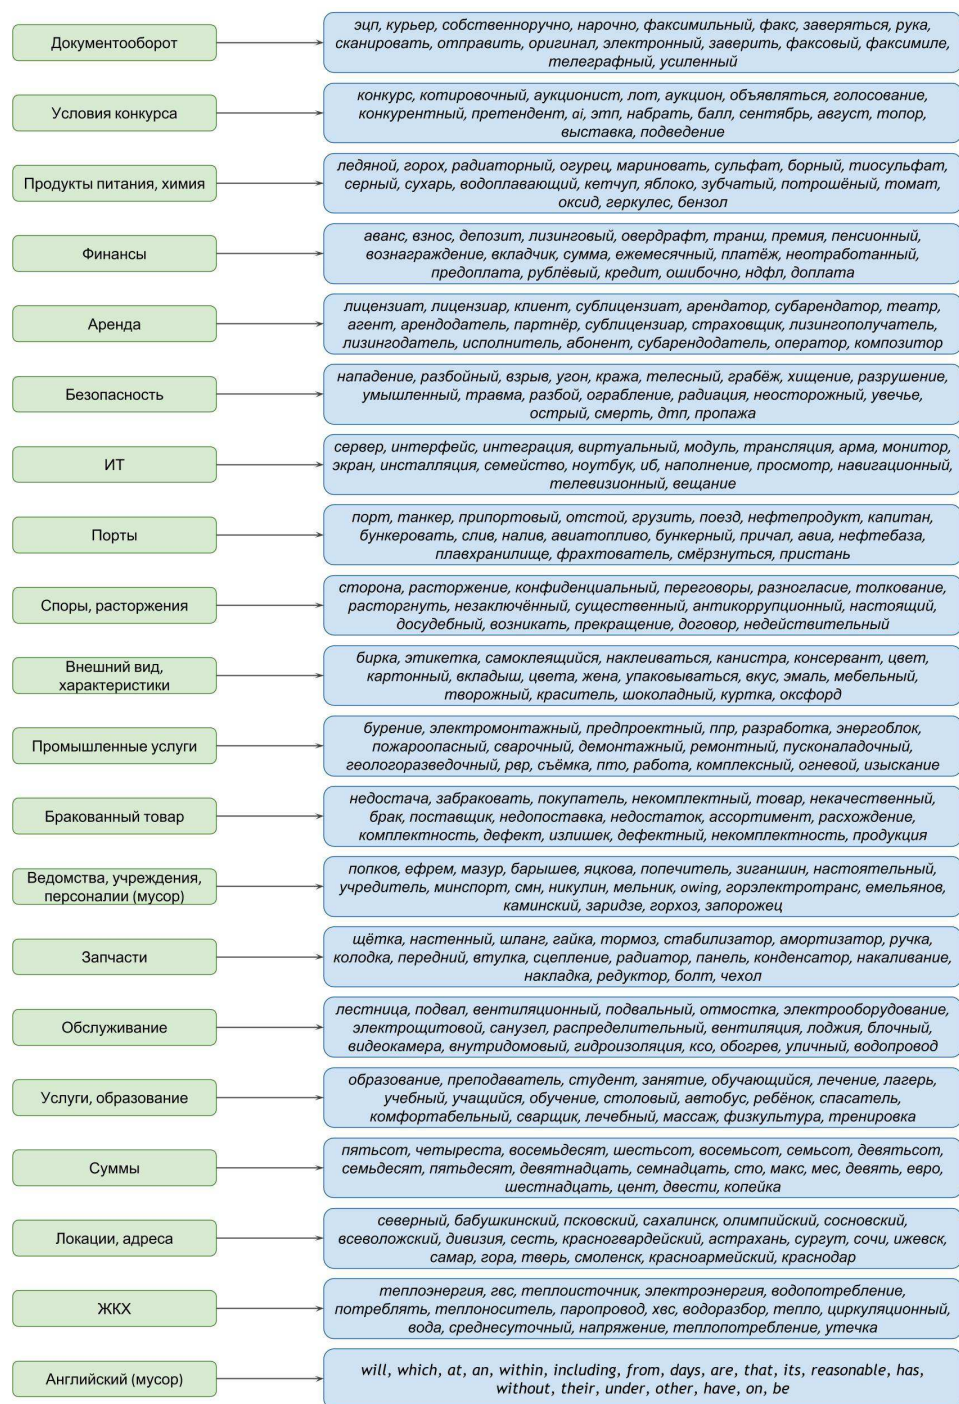 Документооборот
эцп, курьер, собственноручно, нарочно, факсимильный, факс, заверяться, рука,
сканировать, отправить, оригинал, электронный, заверить, факсовый, факсимиле,
телеграфный, усиленный
Условия конкурса
конкурс, котировочный, аукционист, лот, аукцион, объявляться, голосование,
конкурентный, претендент, ai, этп, набрать, балл, сентябрь, август, топор,
выставка, подведение
Продукты питания, химия
ледяной, горох, радиаторный, огурец, мариновать, сульфат, борный, тиосульфат,
серный, сухарь, водоплавающий, кетчуп, яблоко, зубчатый, потрошёный, томат,
оксид, геркулес, бензол
Финансы
аванс, взнос, депозит, лизинговый, овердрафт, транш, премия, пенсионный,
вознаграждение, вкладчик, сумма, ежемесячный, платёж, неотработанный,
предоплата, рублёвый, кредит, ошибочно, ндфл, доплата
Аренда
лицензиат, лицензиар, клиент, сублицензиат, арендатор, субарендатор, театр,
агент, арендодатель, партнёр, сублицензиар, страховщик, лизингополучатель,
лизингодатель, исполнитель, абонент, субарендодатель, оператор, композитор
Безопасность
нападение, разбойный, взрыв, угон, кража, телесный, грабёж, хищение, разрушение,
умышленный, травма, разбой, ограбление, радиация, неосторожный, увечье,
острый, смерть, дтп, пропажа
ИТ
сервер, интерфейс, интеграция, виртуальный, модуль, трансляция, арма, монитор,
экран, инсталляция, семейство, ноутбук, иб, наполнение, просмотр, навигационный,
телевизионный, вещание
Порты
порт, танкер, припортовый, отстой, грузить, поезд, нефтепродукт, капитан,
бункеровать, слив, налив, авиатопливо, бункерный, причал, авиа, нефтебаза,
плавхранилище, фрахтователь, смёрзнуться, пристань
Споры, расторжения
сторона, расторжение, конфиденциальный, переговоры, разногласие, толкование,
расторгнуть, незаключённый, существенный, антикоррупционный, настоящий,
досудебный, возникать, прекращение, договор, недействительный
Внешний вид,
характеристики
бирка, этикетка, самоклеящийся, наклеиваться, канистра, консервант, цвет,
картонный, вкладыш, цвета, жена, упаковываться, вкус, эмаль, мебельный,
творожный, краситель, шоколадный, куртка, оксфорд
Промышленные услуги
бурение, электромонтажный, предпроектный, ппр, разработка, энергоблок,
пожароопасный, сварочный, демонтажный, ремонтный, пусконаладочный,
геологоразведочный, рвр, съёмка, пто, работа, комплексный, огневой, изыскание
Бракованный товар
недостача, забраковать, покупатель, некомплектный, товар, некачественный,
брак, поставщик, недопоставка, недостаток, ассортимент, расхождение,
комплектность, дефект, излишек, дефектный, некомплектность, продукция
Ведомства, учреждения,
персоналии (мусор)
попков, ефрем, мазур, барышев, яцкова, попечитель, зиганшин, настоятельный,
учредитель, минспорт, смн, никулин, мельник, owing, горэлектротранс, емельянов,
каминский, заридзе, горхоз, запорожец
Запчасти
щётка, настенный, шланг, гайка, тормоз, стабилизатор, амортизатор, ручка,
колодка, передний, втулка, сцепление, радиатор, панель, конденсатор, накаливание,
накладка, редуктор, болт, чехол
Обслуживание
лестница, подвал, вентиляционный, подвальный, отмостка, электрооборудование,
электрощитовой, санузел, распределительный, вентиляция, лоджия, блочный,
видеокамера, внутридомовый, гидроизоляция, ксо, обогрев, уличный, водопровод
Услуги, образование
образование, преподаватель, студент, занятие, обучающийся, лечение, лагерь,
учебный, учащийся, обучение, столовый, автобус, ребёнок, спасатель,
комфортабельный, сварщик, лечебный, массаж, физкультура, тренировка
Суммы
пятьсот, четыреста, восемьдесят, шестьсот, восемьсот, семьсот, девятьсот,
семьдесят, пятьдесят, девятнадцать, семнадцать, сто, макс, мес, девять, евро,
шестнадцать, цент, двести, копейка
Локации, адреса
северный, бабушкинский, псковский, сахалинск, олимпийский, сосновский,
всеволожский, дивизия, сесть, красногвардейский, астрахань, сургут, сочи, ижевск,
самар, гора, тверь, смоленск, красноармейский, краснодар
ЖКХ
теплоэнергия, гвс, теплоисточник, электроэнергия, водопотребление,
потреблять, теплоноситель, паропровод, хвс, водоразбор, тепло, циркуляционный,
вода, среднесуточный, напряжение, теплопотребление, утечка
Английский (мусор)
will, which, at, an, within, including, from, days, are, that, its, reasonable, has,
without, their, under, other, have, on, be